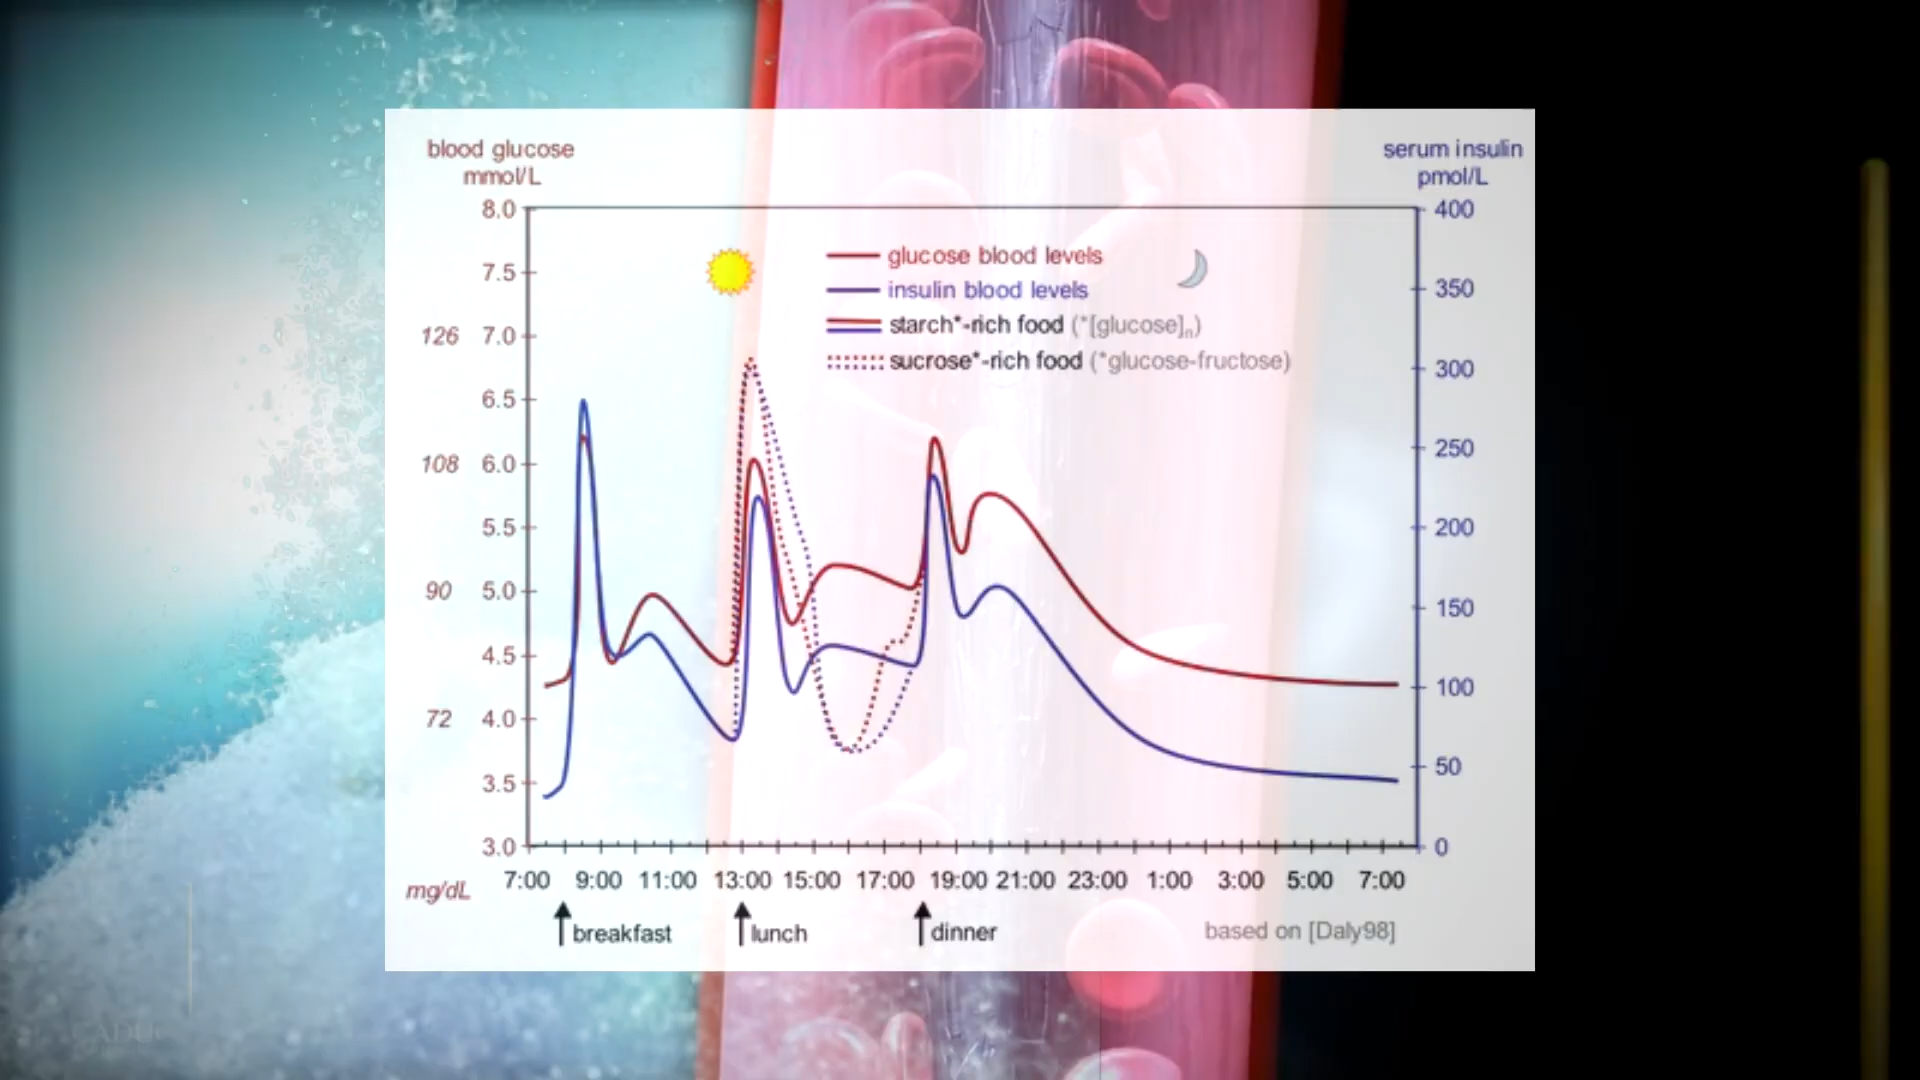 blood glucose
mmol/L
serum insulin
pmol/L
8.0
400
glucose blood levels
7.5
insulin blood levels
350
126 7.0
starch*-rich food (*[glucose]n)
sucrose*-rich food (*glucose-fructose)
300
6.5
250
108 6.0
5.5
200
90 5.0
150
4.5
100
72 4.0
3.5
50
3.0
0
mg/dL
7:00 9:00 11:00 13:00 15:00 17:00 19:00 21:00 23:00 1:00 3:00 5:00 7:00
breakfast
lunch
dinner
based on [Daly98]